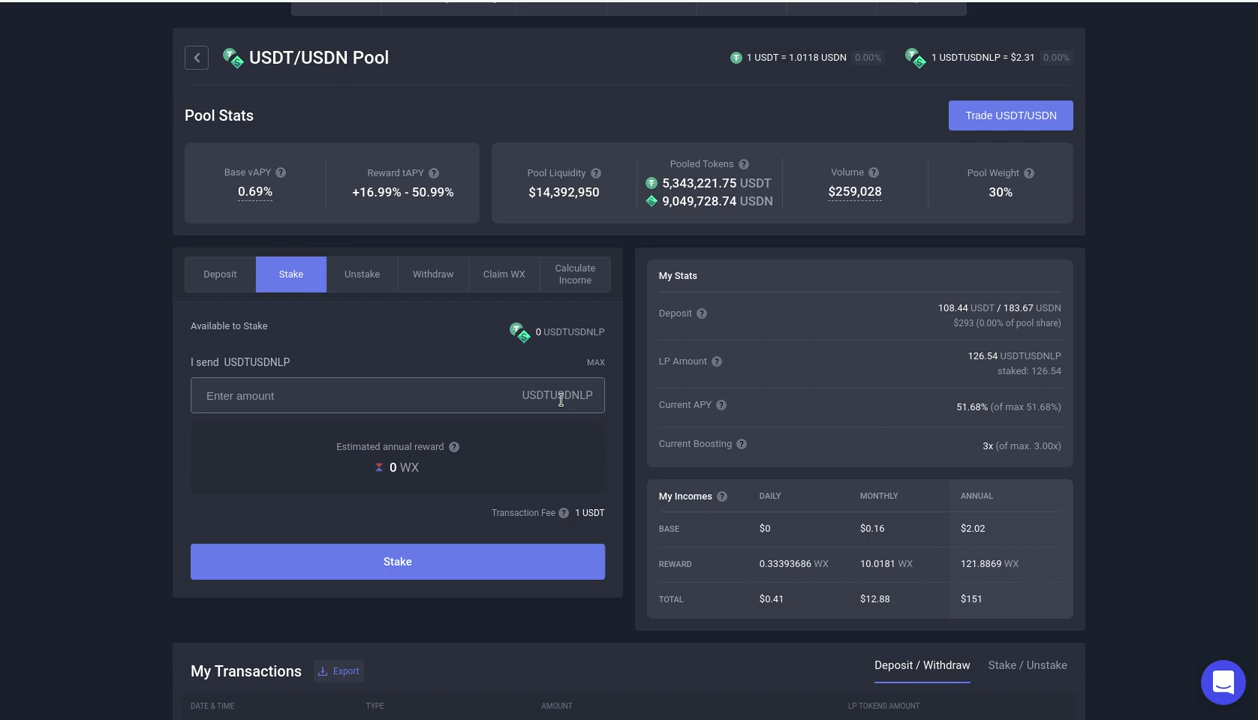 USDT/USDN Pool
1 USDT = 1.0118 USDN 0.00%
1 USDTUSDNLP = $2.31 0.00%
Pool Stats
Trade USDT/USDN
Base vAPY ?
0.69%
Reward tAPY ?
+16.99% - 50.99%
Pool Liquidity ?
$14,392,950
Pooled Tokens ?
5,343,221.75 USDT
9,049,728.74 USDN
Volume ?
$259,028
Pool Weight ?
30%
Deposit
Stake
Unstake
Withdraw
Claim WX
Calculate
Income
Available to Stake
0 USDTUSDNLP
I send USDTUSDNLP
MAX
Enter amount
USDTUSDNLP
Estimated annual reward ?
0 WX
Transaction Fee ? 1 USDT
Stake
My Stats
Deposit ?
108.44 USDT / 183.67 USDN
$293 (0.00% of pool share)
LP Amount ?
126.54 USDTUSDNLP
staked: 126.54
Current APY ?
51.68% (of max 51.68%)
Current Boosting ?
3x (of max. 3.00x)
My Incomes ? DAILY MONTHLY ANNUAL
BASE $0 $0.16 $2.02
REWARD 0.33393686 WX 10.0181 WX 121.8869 WX
TOTAL $0.41 $12.88 $151
My Transactions
Export
Deposit / Withdraw
Stake / Unstake
DATE & TIME TYPE AMOUNT LP TOKENS AMOUNT